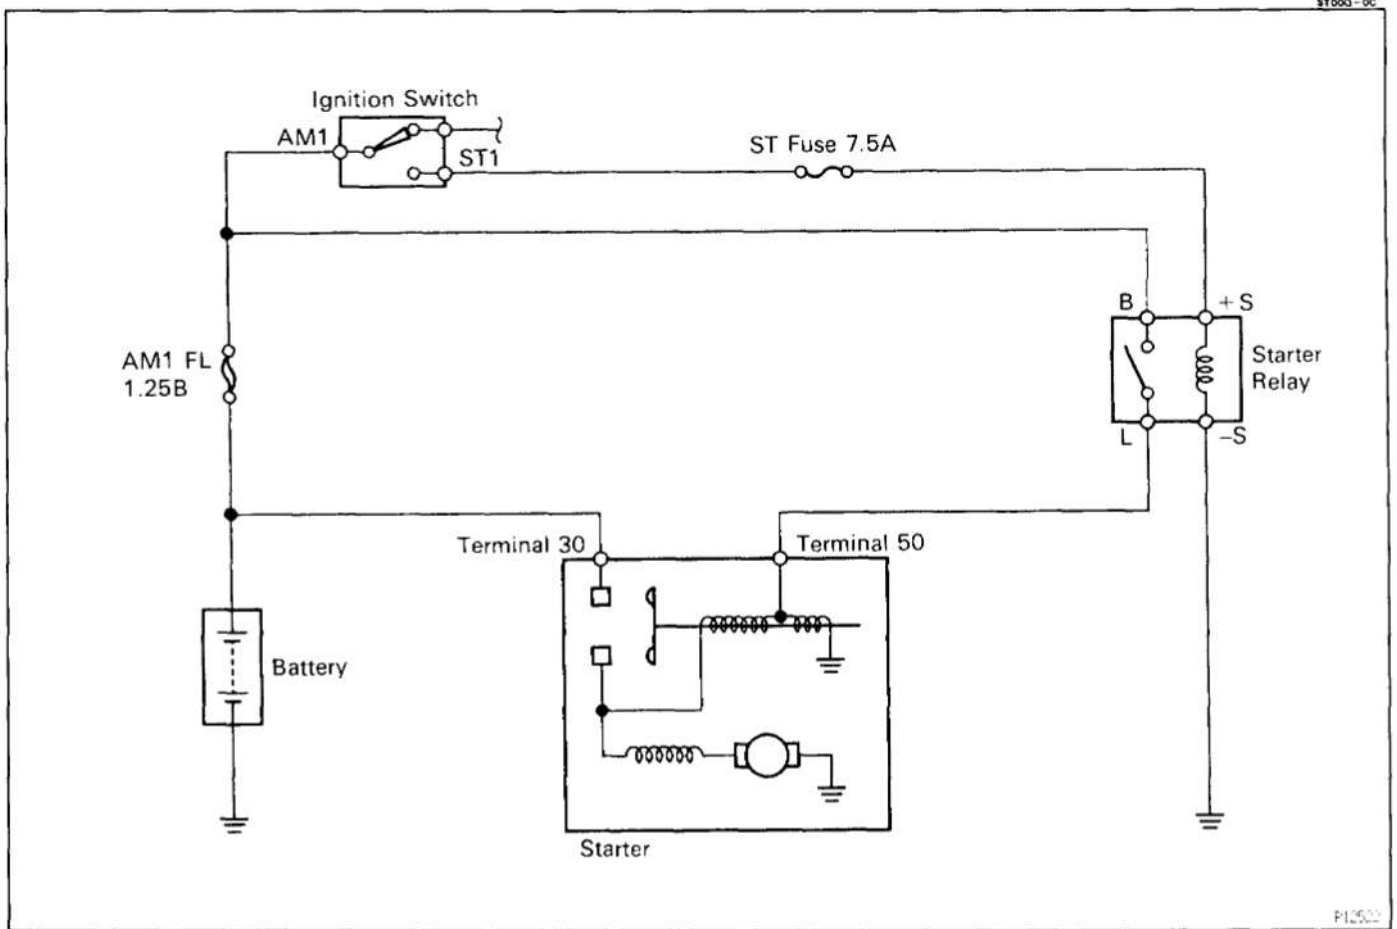 Ignition Switch
AM1
ST1
ST Fuse 7.5A
B
+S
AM1 FL
1.25B
Starter
Relay
L
-S
Terminal 30
Terminal 50
Battery
Starter